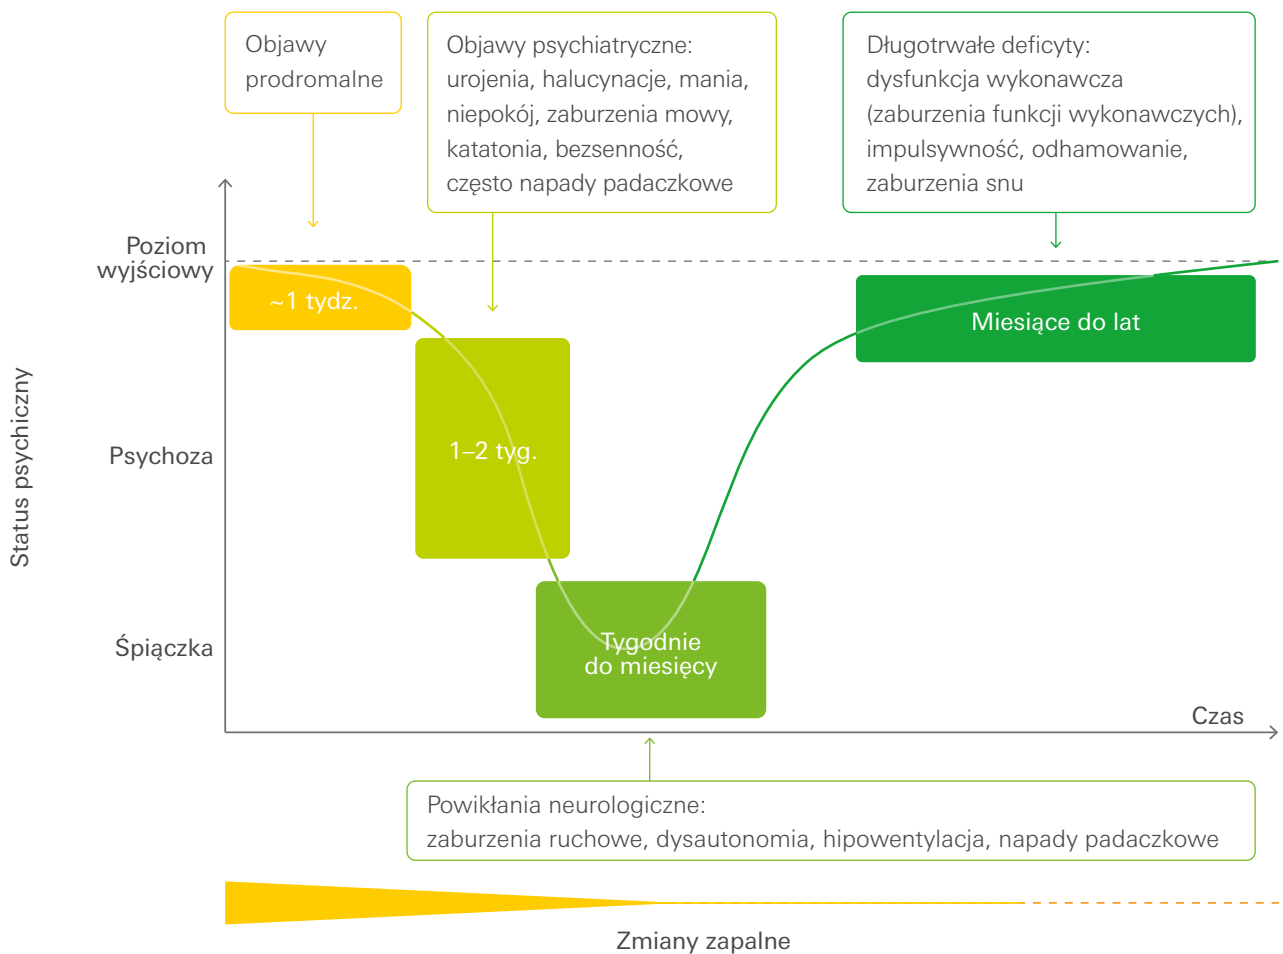 Objawy
prodromalne
Objawy psychiatryczne:
urojenia, halucynacje, mania,
niepokój, zaburzenia mowy,
katatonia, bezsenność,
często napady padaczkowe
Długotrwałe deficyty:
dysfunkcja wykonawcza
(zaburzenia funkcji wykonawczych),
impulsywność, odhamowanie,
zaburzenia snu
Poziom
wyjściowy
~1 tydz.
Miesiące do lat
Status psychiczny
Psychoza
1–2 tyg.
Śpiączka
Tygodnie
do miesięcy
Czas
Powikłania neurologiczne:
zaburzenia ruchowe, dysautonomia, hipowentylacja, napady padaczkowe
Zmiany zapalne